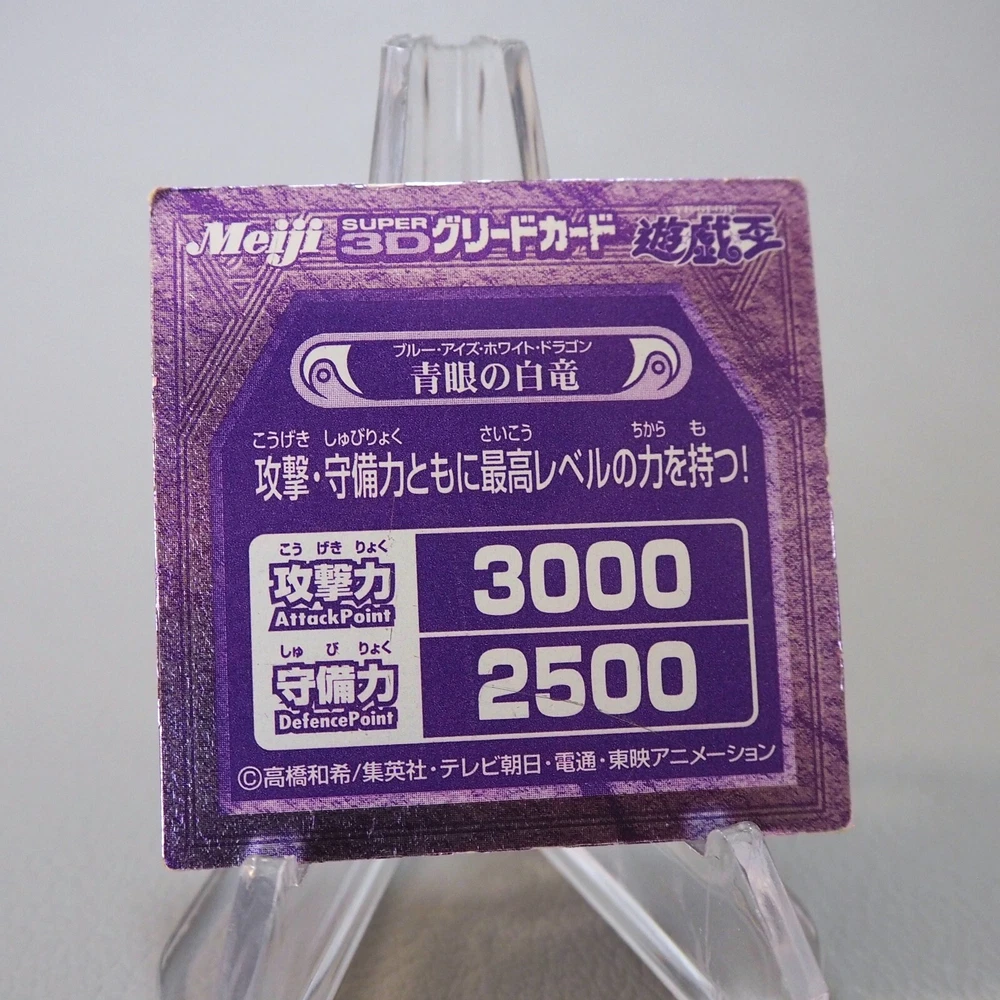 Meiji SUPER 3Dグリードカード 遊戯王
ブルー・アイズ・ホワイト・ドラゴン
青眼の白竜
こうげき しゅびりょく さいこう ちから も
攻撃・守備力ともに最高レベルの力を持つ!
こう げき りょく
攻撃力
AttackPoint
3000
しゅ び りょく
守備力
DefencePoint
2500
©高橋和希/集英社・テレビ朝日・電通・東映アニメーション